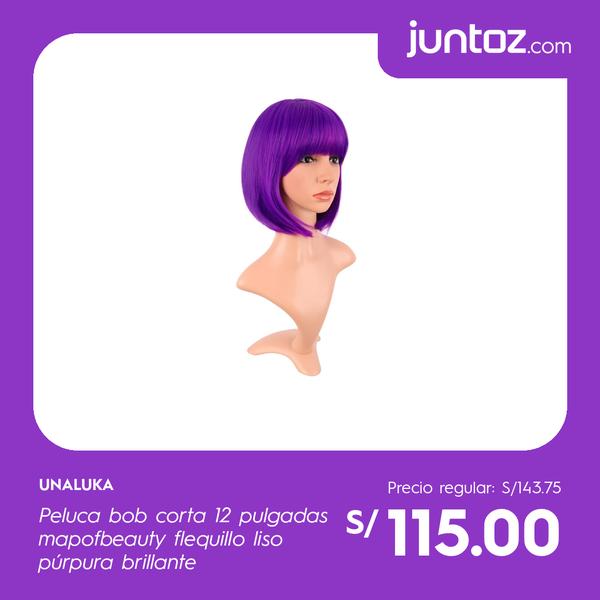 juntoz.com
UNALUKA
Peluca bob corta 12 pulgadas
mapofbeauty flequillo liso
púrpura brillante
Precio regular: S/143.75
S/115.00